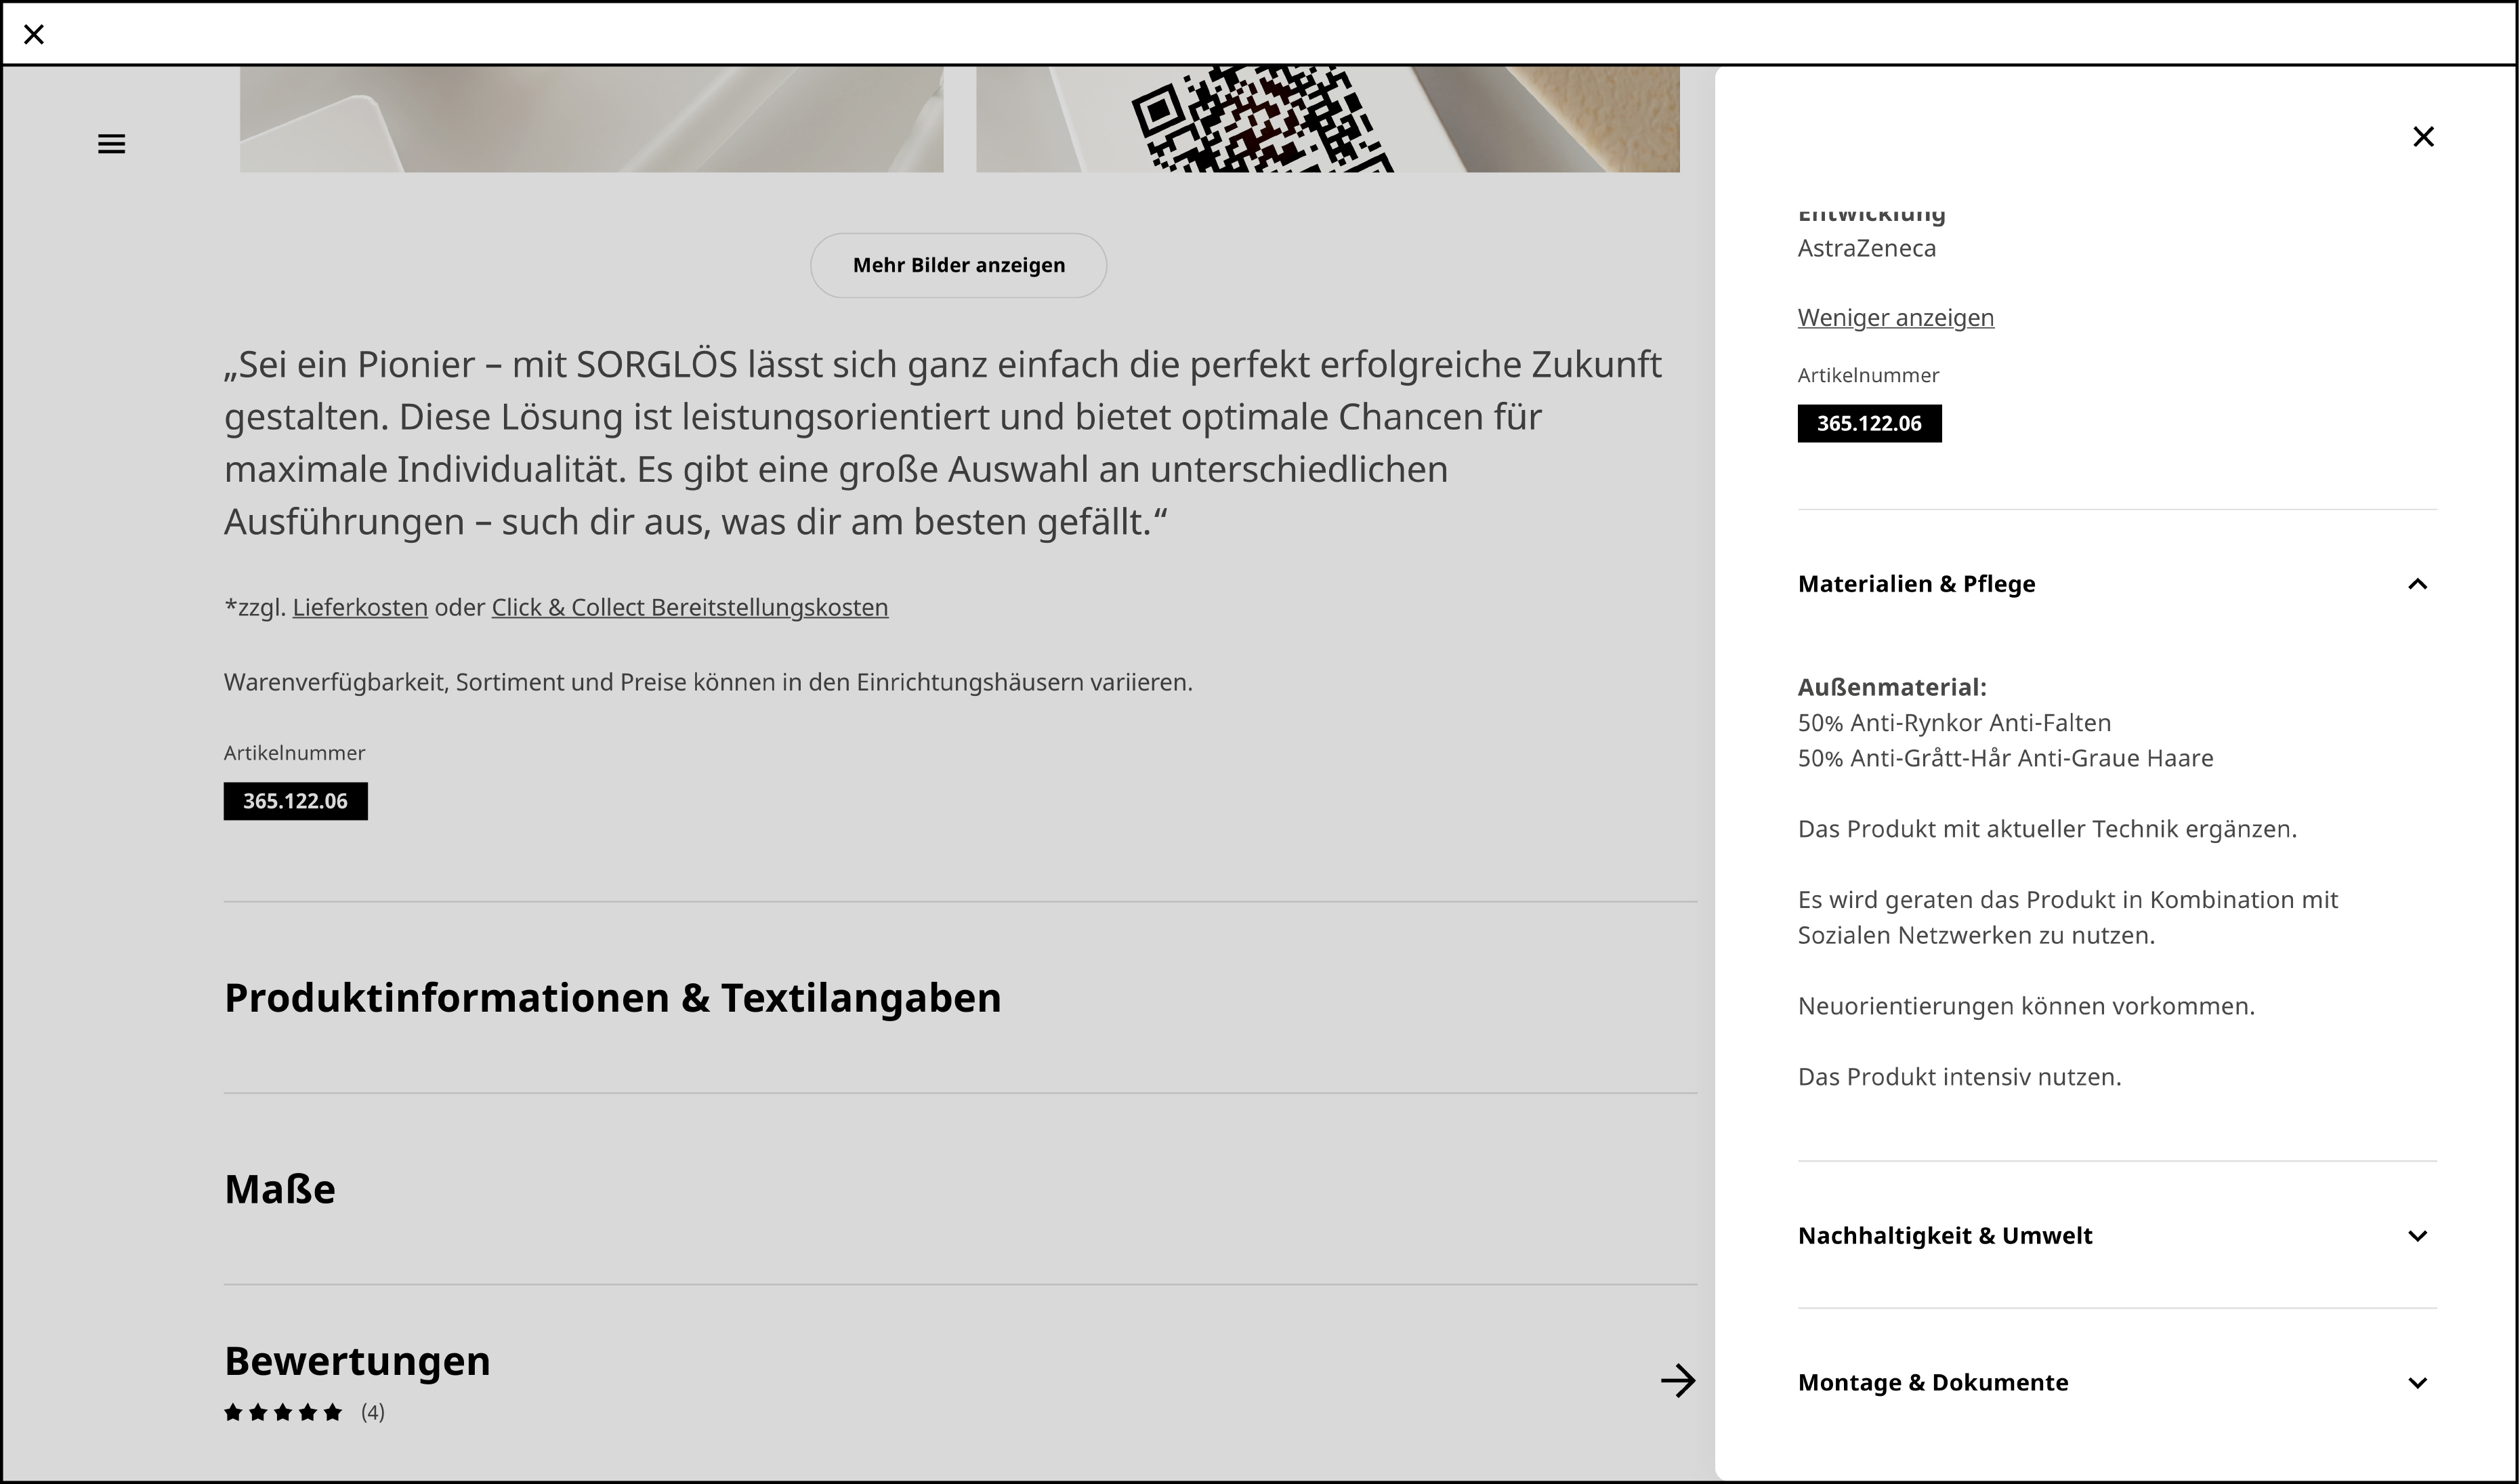 Mehr Bilder anzeigen
„Sei ein Pionier – mit SORGLÖS lässt sich ganz einfach die perfekt erfolgreiche Zukunft
gestalten. Diese Lösung ist leistungsorientiert und bietet optimale Chancen für
maximale Individualität. Es gibt eine große Auswahl an unterschiedlichen
Ausführungen – such dir aus, was dir am besten gefällt.“
*zzgl. Lieferkosten oder Click & Collect Bereitstellungskosten
Warenverfügbarkeit, Sortiment und Preise können in den Einrichtungshäusern variieren.
Artikelnummer
365.122.06
Produktinformationen & Textilangaben
Maße
Bewertungen
(4)
Entwicklung
AstraZeneca
Weniger anzeigen
Artikelnummer
365.122.06
Materialien & Pflege
Außenmaterial:
50% Anti-Rynkor Anti-Falten
50% Anti-Grått-Hår Anti-Graue Haare
Das Produkt mit aktueller Technik ergänzen.
Es wird geraten das Produkt in Kombination mit
Sozialen Netzwerken zu nutzen.
Neuorientierungen können vorkommen.
Das Produkt intensiv nutzen.
Nachhaltigkeit & Umwelt
Montage & Dokumente